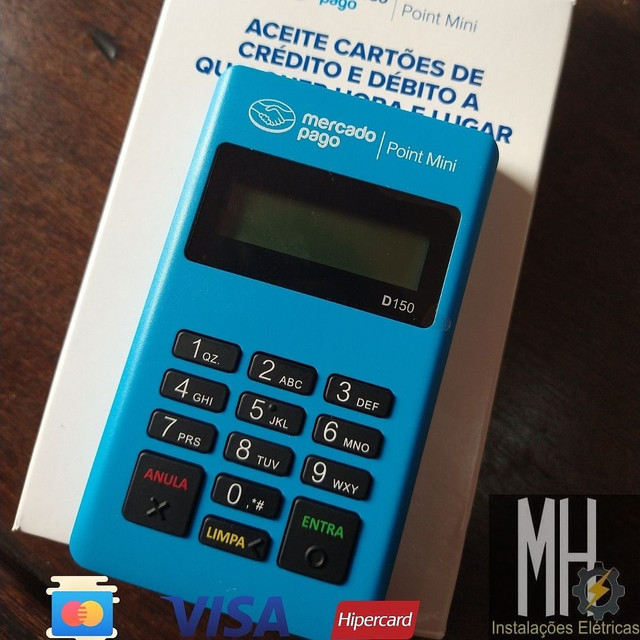 pago | Point Mini
ACEITE CARTÕES DE
CRÉDITO E DÉBITO A
E LUGAR
mercado
pago | Point Mini
D150
1 QZ.
2 ABC
3 DEF
4 GHI
5 JKL
6 MNO
7 PRS
8 TUV
9 WXY
ANULA
0 ,*#
ENTRA
LIMPA
MH
Instalações Elétricas
VISA
Hipercard